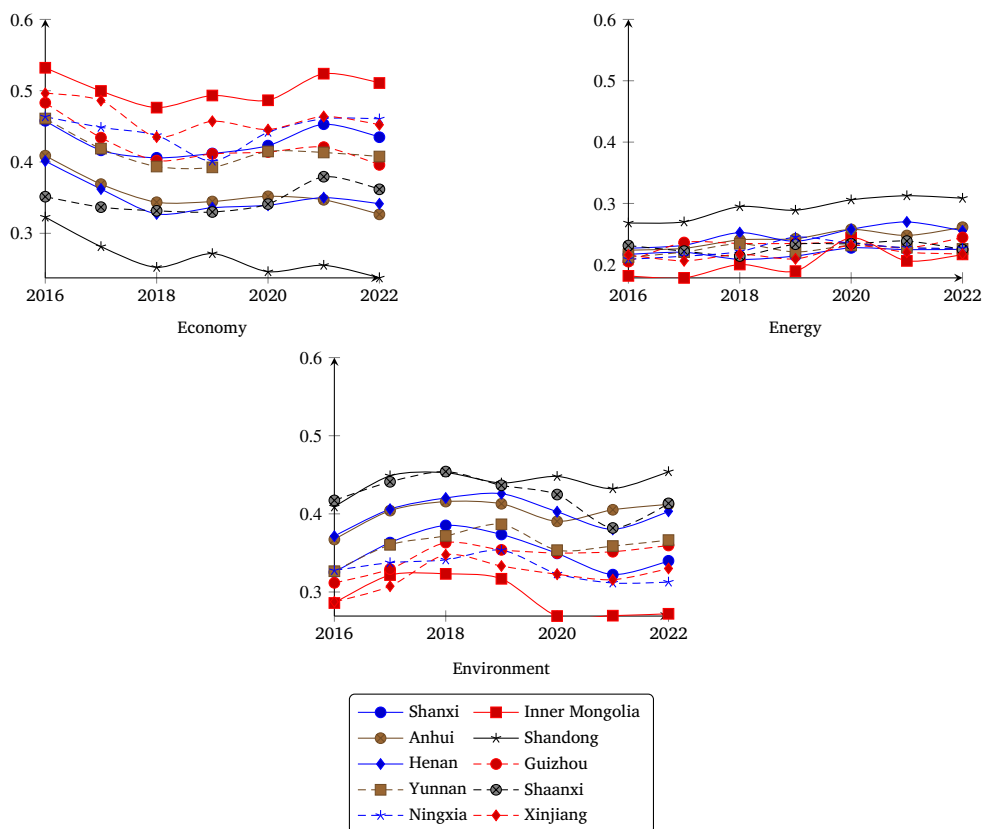 0.6
0.5
0.4
0.3
2016 2018 2020 2022
Economy
0.6
0.5
0.4
0.3
0.2
2016 2018 2020 2022
Energy
0.6
0.5
0.4
0.3
2016 2018 2020 2022
Environment
Shanxi Inner Mongolia
Anhui Shandong
Henan Guizhou
Yunnan Shaanxi
Ningxia Xinjiang